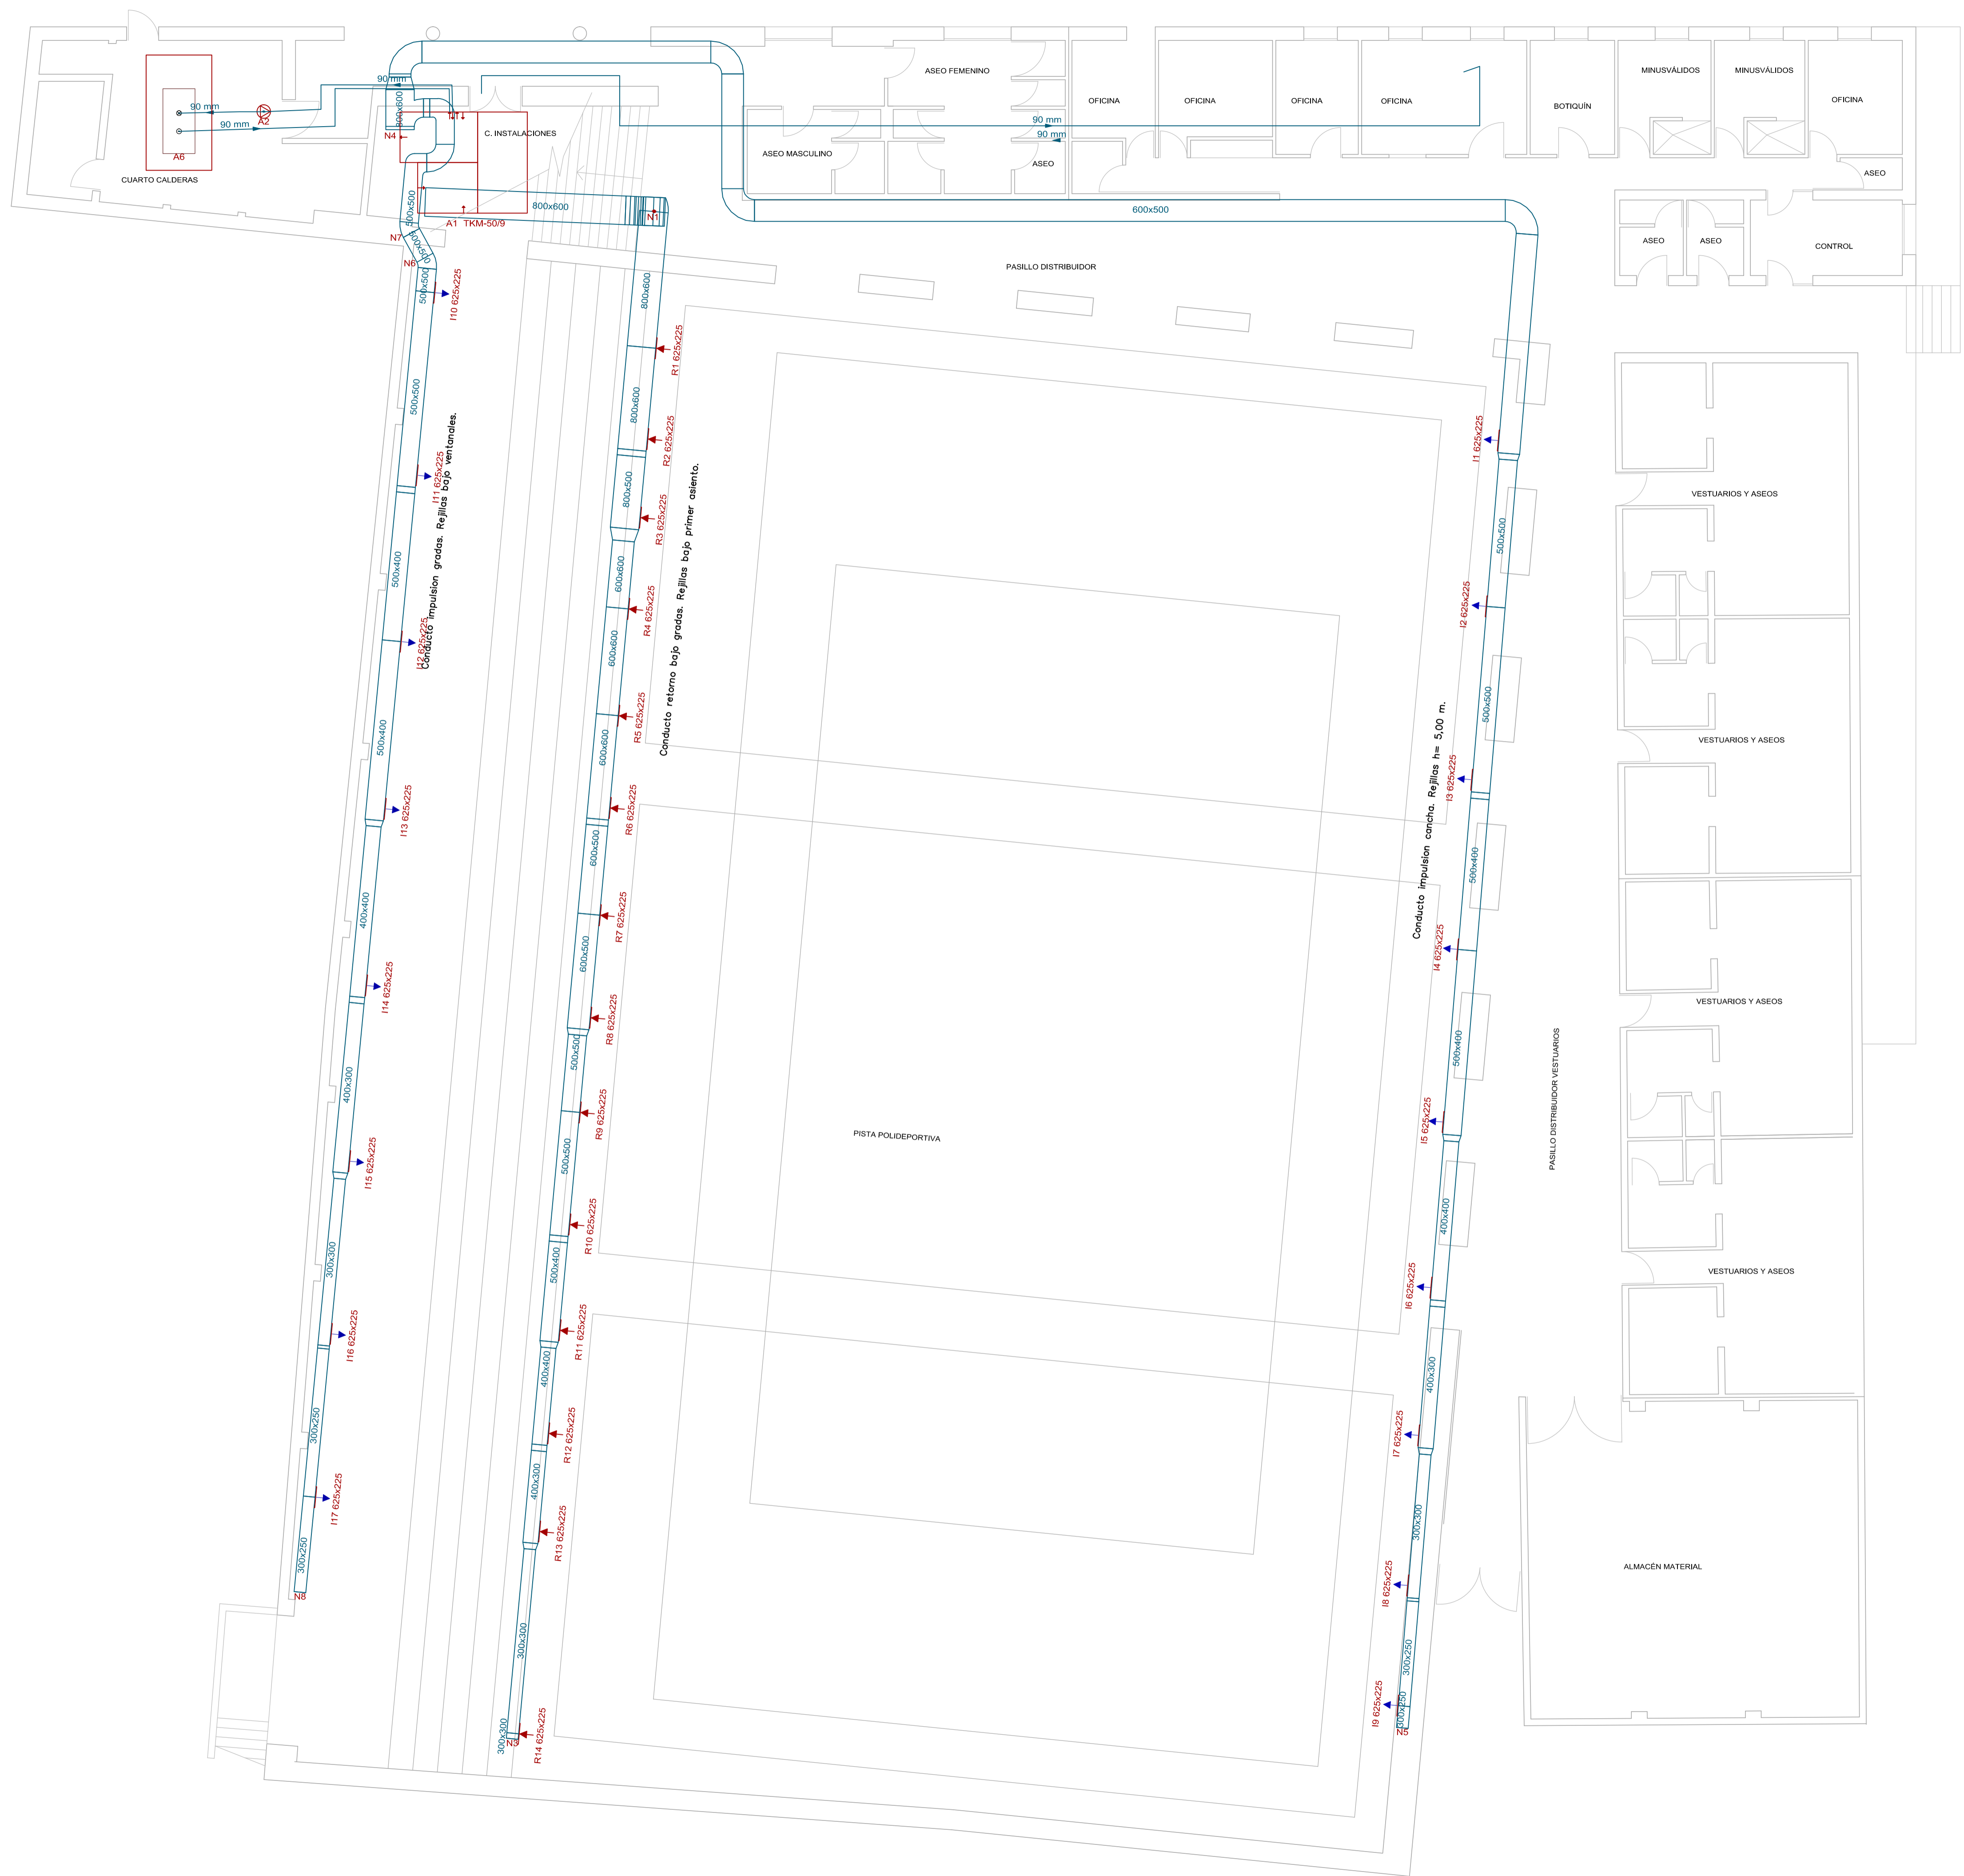 ASEO FEMENINO
MINUSVÁLIDOS
MINUSVÁLIDOS
90 mm
OFICINA
OFICINA
OFICINA
OFICINA
OFICINA
BOTIQUÍN
90 mm
A2
90 mm
800x600
N4
C. INSTALACIONES
90 mm
90 mm
A6
ASEO MASCULINO
ASEO
ASEO
CUARTO CALDERAS
500x500
800x600
N1
600x500
A1 TKM-50/9
N7
500x500
N6
ASEO
ASEO
CONTROL
PASILLO DISTRIBUIDOR
500x500
I10 625x225
500x500
I11 625x225
500x400
I12 625x225
500x400
I13 625x225
400x400
I14 625x225
400x300
I15 625x225
300x300
I16 625x225
300x250
I17 625x225
300x250
N8
Conducto impulsion gradas. Rejillas bajo ventanales.
800x600
R1 625x225
800x600
R2 625x225
800x500
R3 625x225
600x600
R4 625x225
600x600
R5 625x225
600x600
R6 625x225
600x500
R7 625x225
600x500
R8 625x225
500x500
R9 625x225
500x500
R10 625x225
500x400
R11 625x225
400x400
R12 625x225
400x300
R13 625x225
300x300
R14 625x225
300x300
N3
Conducto retorno bajo gradas. Rejillas bajo primer asiento.
PISTA POLIDEPORTIVA
Conducto impulsion cancha. Rejillas h= 5,00 m.
I1 625x225
500x500
I2 625x225
500x500
I3 625x225
500x400
I4 625x225
500x400
I5 625x225
400x400
I6 625x225
400x300
I7 625x225
300x300
I8 625x225
300x250
I9 625x225
300x250
N5
PASILLO DISTRIBUIDOR VESTUARIOS
VESTUARIOS Y ASEOS
VESTUARIOS Y ASEOS
VESTUARIOS Y ASEOS
VESTUARIOS Y ASEOS
ALMACÉN MATERIAL